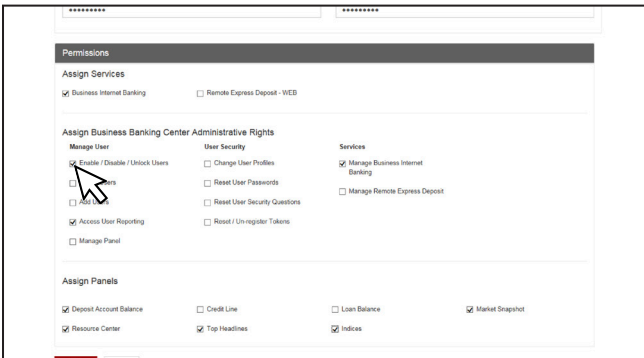 ********* *********
Permissions
Assign Services
Business Internet Banking Remote Express Deposit - WEB
Assign Business Banking Center Administrative Rights
Manage User User Security Services
Enable / Disable / Unlock Users Change User Profiles Manage Business Internet
Banking
Reset User Passwords
Manage Remote Express Deposit
Add Users Reset User Security Questions
Access User Reporting Reset / Un-register Tokens
Manage Panel
Assign Panels
Deposit Account Balance Credit Line Loan Balance Market Snapshot
Resource Center Top Headlines Indices